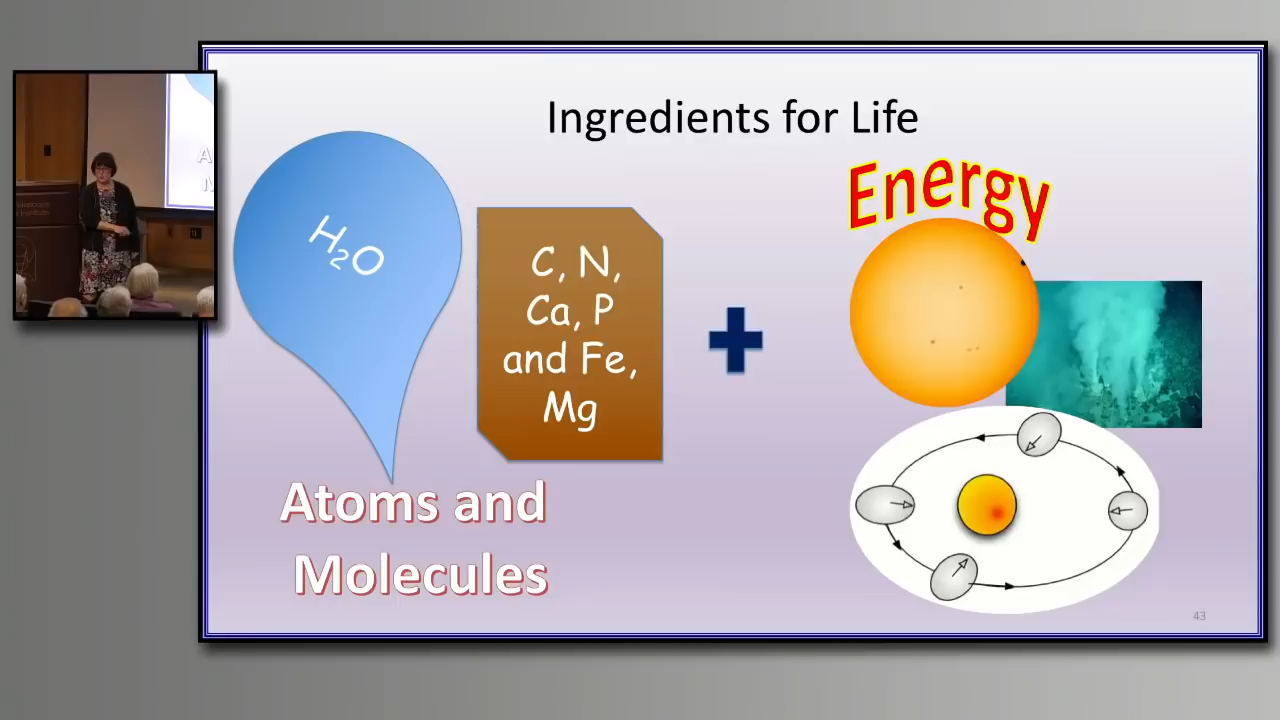 Ingredients for Life
H₂O
C, N,
Ca, P
and Fe,
Mg
Energy
Atoms and
Molecules
43